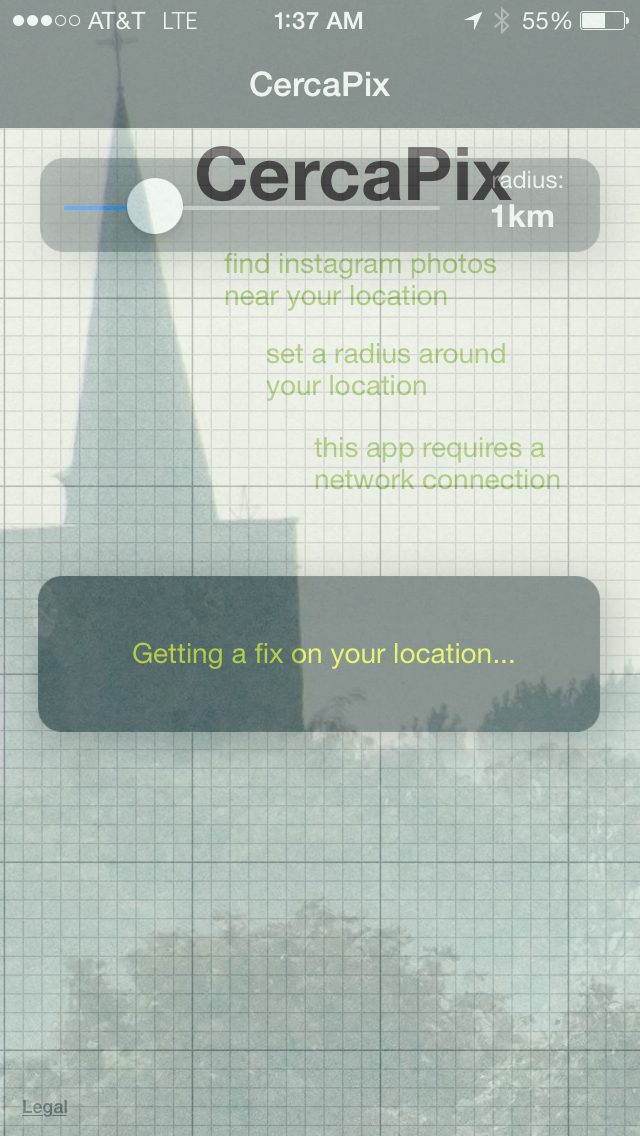 AT&T LTE 1:37 AM 55%
CercaPix
CercaPix
radius:
1km
find instagram photos
near your location
set a radius around
your location
this app requires a
network connection
Getting a fix on your location...
Legal